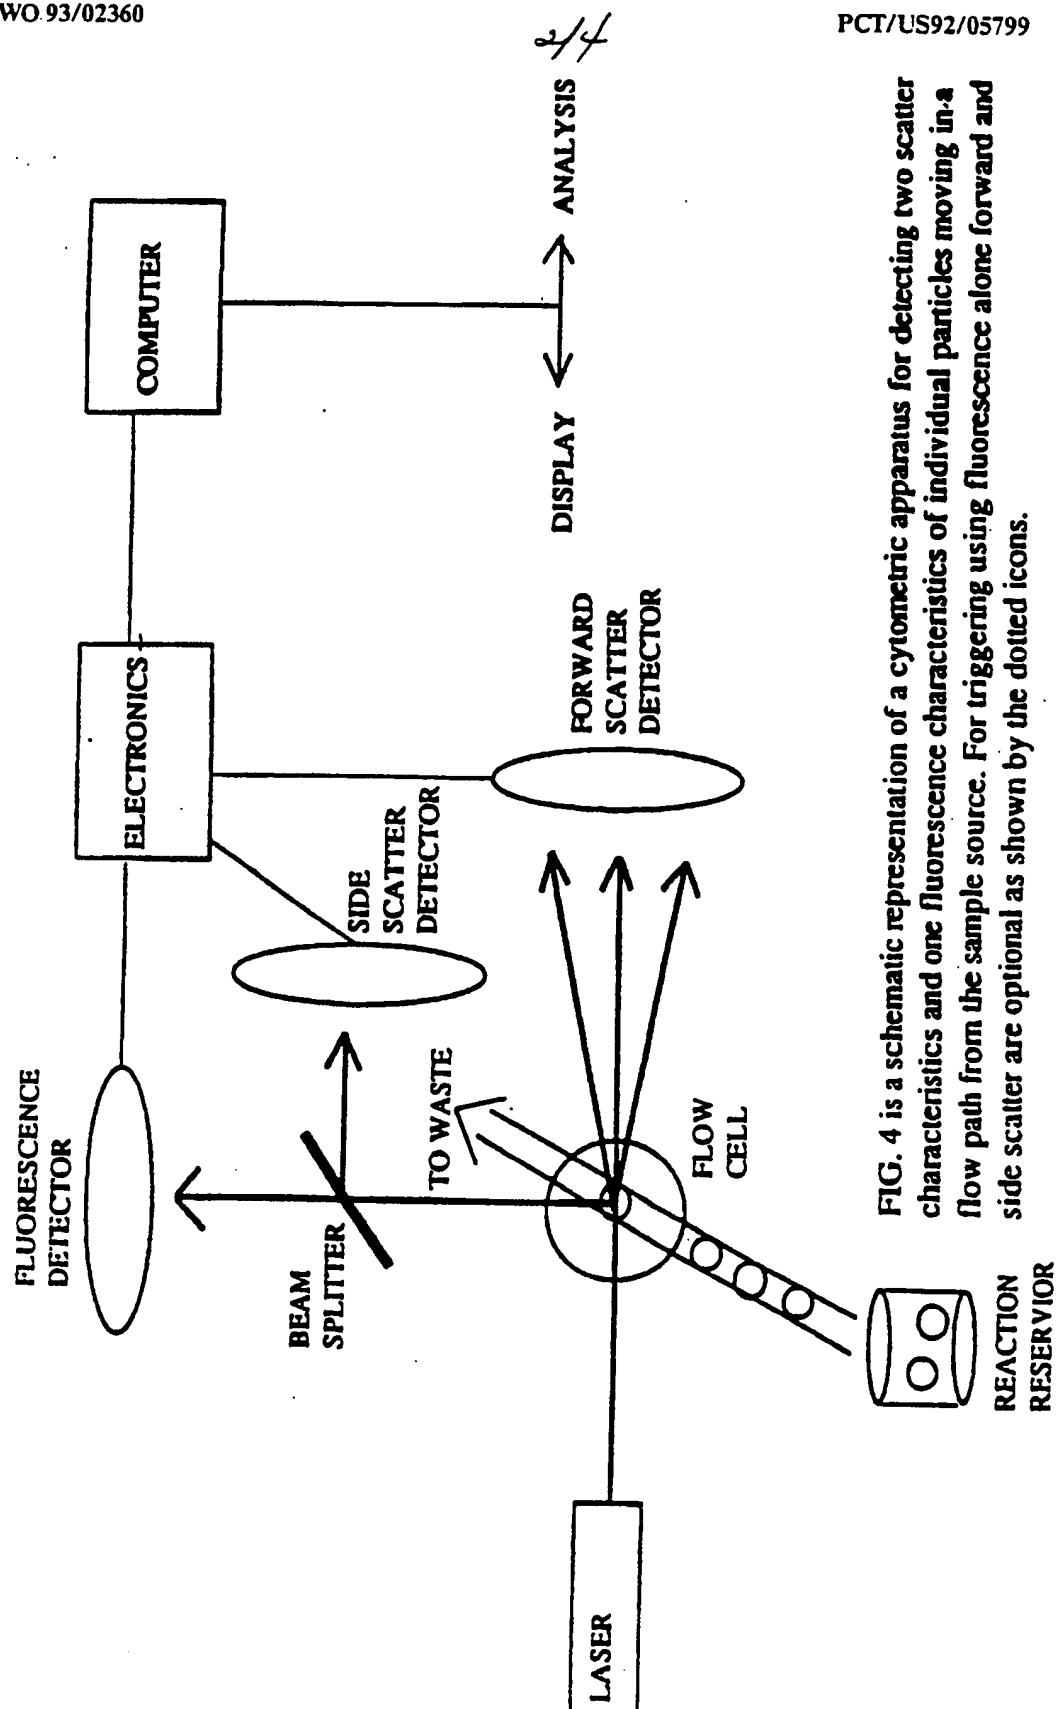 WO 93/02360
PCT/US92/05799
2/4
FLUORESCENCE
DETECTOR
ELECTRONICS
COMPUTER
BEAM
SPLITTER
SIDE
SCATTER
DETECTOR
TO WASTE
LASER
FLOW
CELL
FORWARD
SCATTER
DETECTOR
DISPLAY
ANALYSIS
REACTION
RESERVIOR
FIG. 4 is a schematic representation of a cytometric apparatus for detecting two scatter
characteristics and one fluorescence characteristics of individual particles moving in a
flow path from the sample source. For triggering using fluorescence alone forward and
side scatter are optional as shown by the dotted icons.